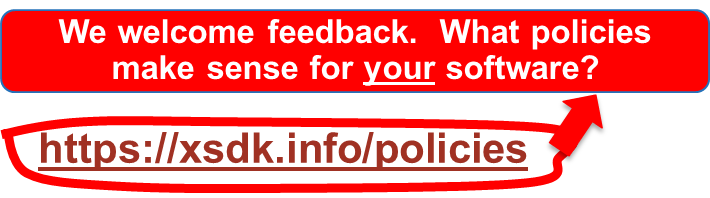 We welcome feedback.  What policies
make sense for your software?
https://xsdk.info/policies